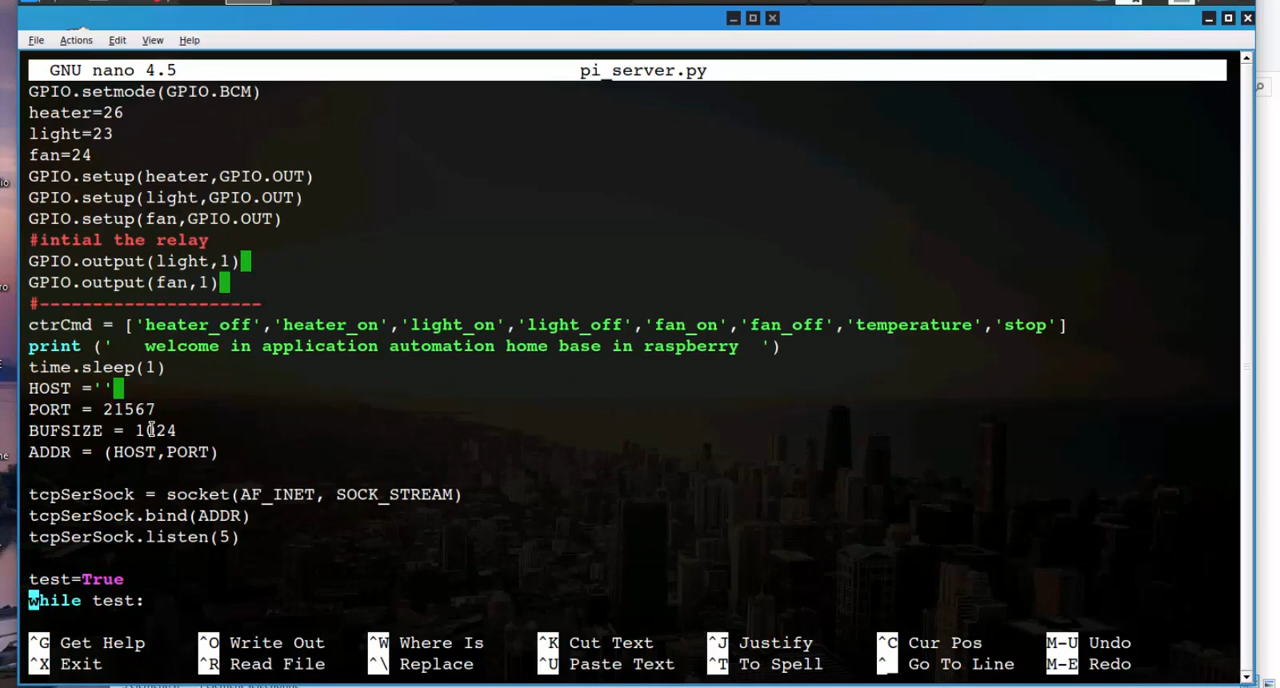 File Actions Edit View Help
GNU nano 4.5 pi_server.py
GPIO.setmode(GPIO.BCM)
heater=26
light=23
fan=24
GPIO.setup(heater,GPIO.OUT)
GPIO.setup(light,GPIO.OUT)
GPIO.setup(fan,GPIO.OUT)
#intial the relay
GPIO.output(light,1)
GPIO.output(fan,1)
#---------------------
ctrCmd = ['heater_off','heater_on','light_on','light_off','fan_on','fan_off','temperature','stop']
print ('   welcome in application automation home base in raspberry  ')
time.sleep(1)
HOST =''
PORT = 21567
BUFSIZE = 1024
ADDR = (HOST,PORT)
tcpSerSock = socket(AF_INET, SOCK_STREAM)
tcpSerSock.bind(ADDR)
tcpSerSock.listen(5)
test=True
while test:
^G Get Help ^O Write Out ^W Where Is ^K Cut Text ^J Justify ^C Cur Pos M-U Undo
^X Exit ^R Read File ^\ Replace ^U Paste Text ^T To Spell ^_ Go To Line M-E Redo